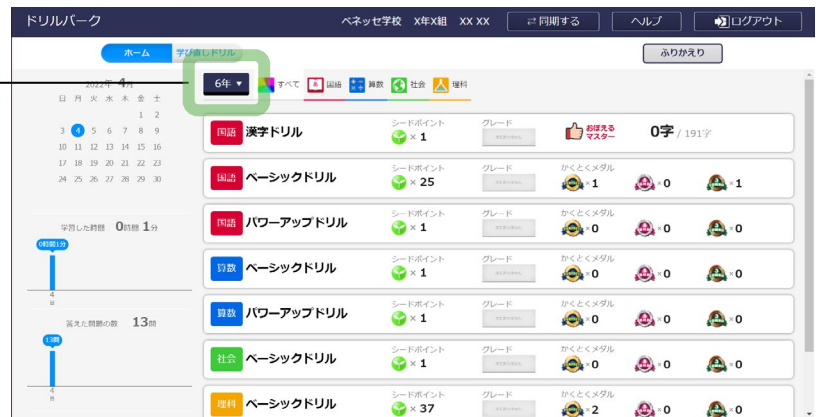 ドリルパーク
ベネッセ学校 X年X組 XX XX
同期する
ヘルプ
ログアウト
ホーム
学び直しドリル
ふりかえり
2022年 4月
6年 ▼
すべて
国語
算数
社会
理科
日 月 火 水 木 金 土
1 2
3 4 5 6 7 8 9
10 11 12 13 14 15 16
17 18 19 20 21 22 23
24 25 26 27 28 29 30
学習した時間 0時間 1分
0時間1分
4
日
答えた問題の数 13問
13問
4
日
国語 漢字ドリル
シードポイント
× 1
グレード
おぼえる
マスター
0字 / 191字
国語 ベーシックドリル
シードポイント
× 25
グレード
かくとくメダル
× 1
× 0
× 1
国語 パワーアップドリル
シードポイント
× 1
グレード
かくとくメダル
× 0
× 0
× 0
算数 ベーシックドリル
シードポイント
× 1
グレード
かくとくメダル
× 0
× 0
× 0
算数 パワーアップドリル
シードポイント
× 1
グレード
かくとくメダル
× 0
× 0
× 0
社会 ベーシックドリル
シードポイント
× 1
グレード
かくとくメダル
× 0
× 0
× 0
理科 ベーシックドリル
シードポイント
× 37
グレード
かくとくメダル
× 2
× 0
× 0